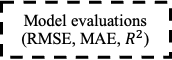 Model evaluations
(RMSE, MAE, R²)